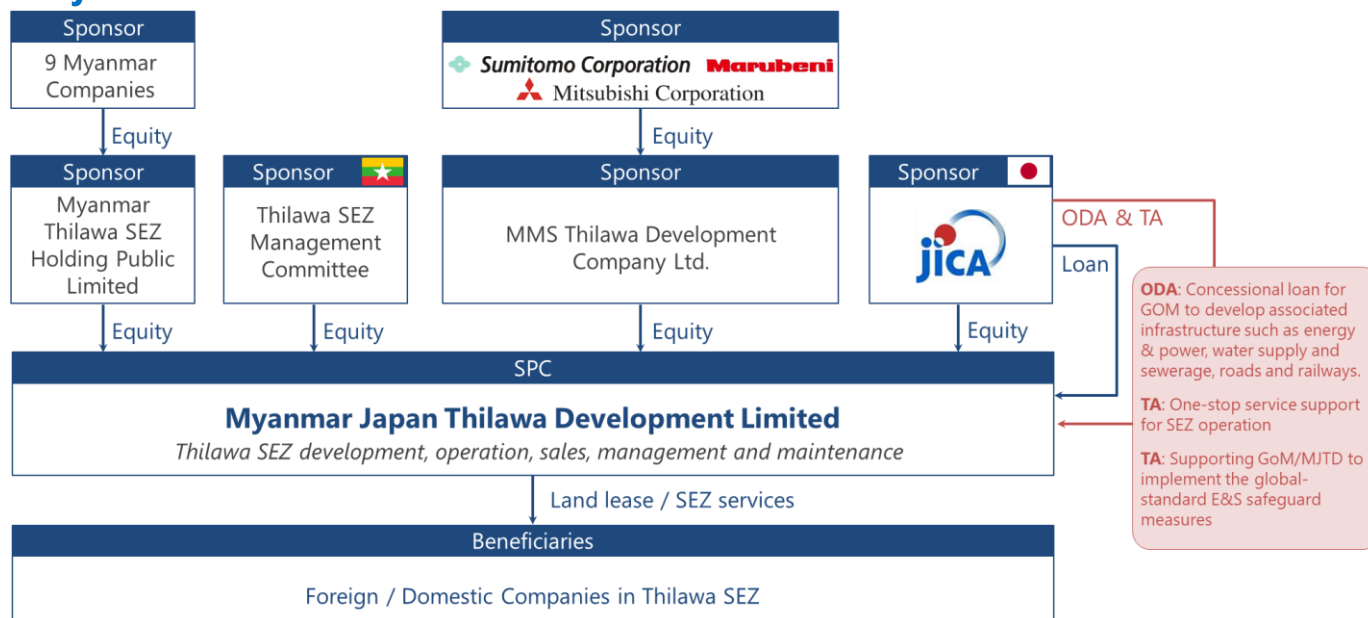 Sponsor
9 Myanmar
Companies
Sponsor
Sumitomo Corporation Marubeni
Mitsubishi Corporation
Equity
Equity
Sponsor
Myanmar
Thilawa SEZ
Holding Public
Limited
Sponsor
Thilawa SEZ
Management
Committee
Sponsor
MMS Thilawa Development
Company Ltd.
Sponsor
jICA
ODA & TA
Loan
Equity
Equity
Equity
Equity
ODA: Concessional loan for
GOM to develop associated
infrastructure such as energy
& power, water supply and
sewerage, roads and railways.
TA: One-stop service support
for SEZ operation
TA: Supporting GoM/MJTD to
implement the global-
standard E&S safeguard
measures
SPC
Myanmar Japan Thilawa Development Limited
Thilawa SEZ development, operation, sales, management and maintenance
Land lease / SEZ services
Beneficiaries
Foreign / Domestic Companies in Thilawa SEZ